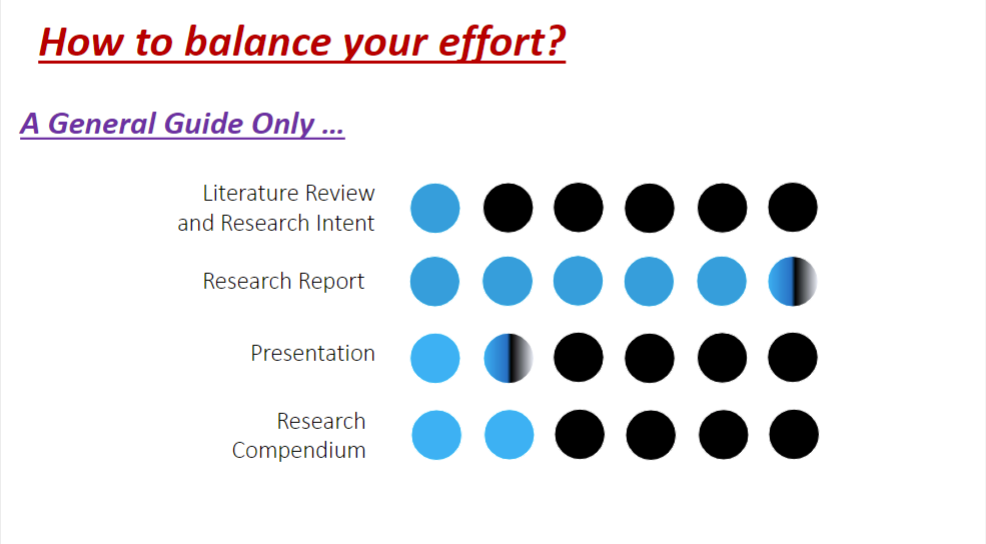 How to balance your effort?
A General Guide Only ...
Literature Review
and Research Intent
Research Report
Presentation
Research
Compendium